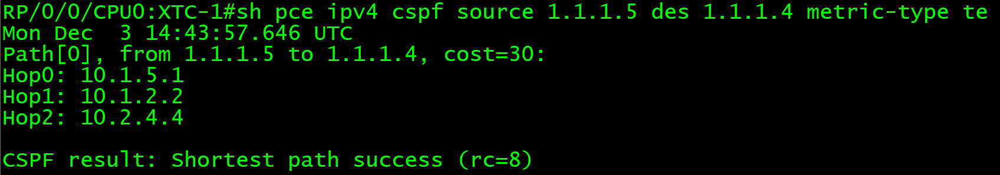 RP/0/0/CPU0:XTC-1#sh pce ipv4 cspf source 1.1.1.5 des 1.1.1.4 metric-type te
Mon Dec  3 14:43:57.646 UTC
Path[0], from 1.1.1.5 to 1.1.1.4, cost=30:
Hop0: 10.1.5.1
Hop1: 10.1.2.2
Hop2: 10.2.4.4
CSPF result: Shortest path success (rc=8)